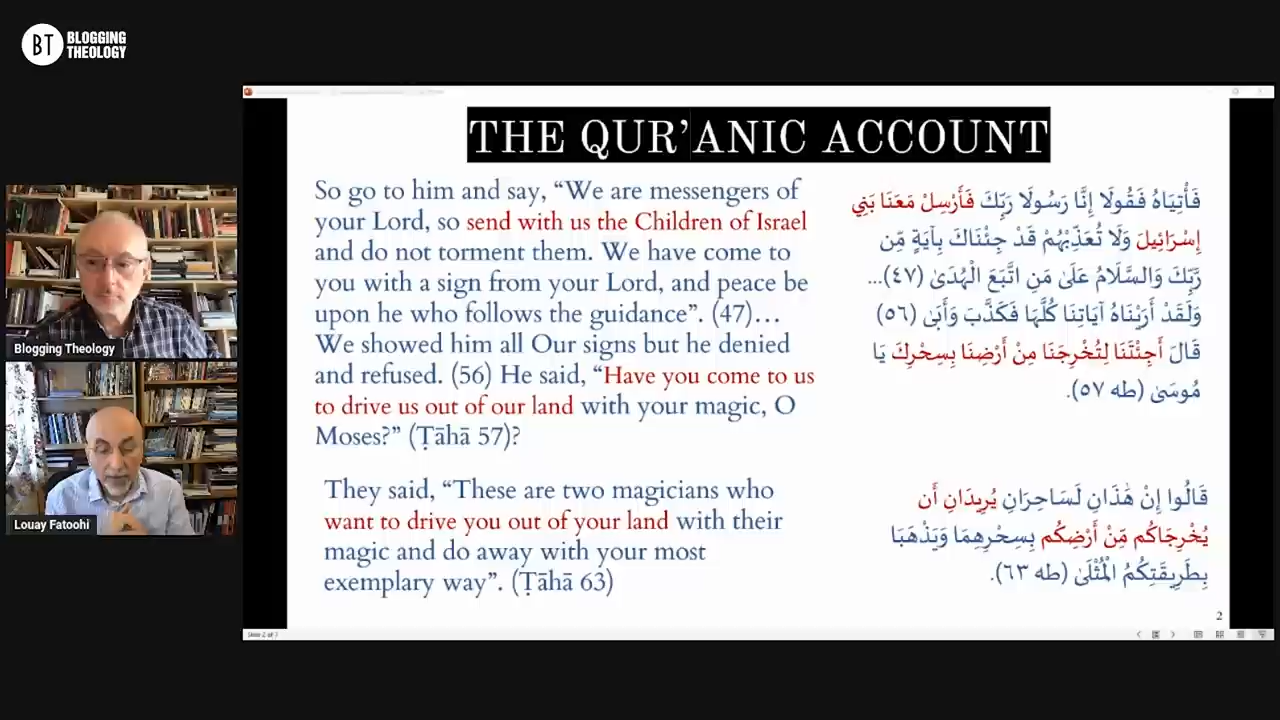 BT BLOGGING
THEOLOGY
THE QUR’ANIC ACCOUNT
So go to him and say, “We are messengers of
your Lord, so send with us the Children of Israel
and do not torment them. We have come to
you with a sign from your Lord, and peace be
upon he who follows the guidance”. (47)…
We showed him all Our signs but he denied
and refused. (56) He said, “Have you come to us
to drive us out of our land with your magic, O
Moses?” (Ṭāhā 57)?
They said, “These are two magicians who
want to drive you out of your land with their
magic and do away with your most
exemplary way”. (Ṭāhā 63)
فَأْتِيَاهُ فَقُولَا إِنَّا رَسُولَا رَبِّكَ فَأَرْسِلْ مَعَنَا بَنِي
إِسْرَائِيلَ وَلَا تُعَذِّبْهُمْ قَدْ جِئْنَاكَ بِآيَةٍ مِّن
رَّبِّكَ وَالسَّلَامُ عَلَىٰ مَنِ اتَّبَعَ الْهُدَىٰ (٤٧)...
وَلَقَدْ أَرَيْنَاهُ آيَاتِنَا كُلَّهَا فَكَذَّبَ وَأَبَىٰ (٥٦)
قَالَ أَجِئْتَنَا لِتُخْرِجَنَا مِنْ أَرْضِنَا بِسِحْرِكَ يَا
مُوسَىٰ (طه ٥٧).
قَالُوا إِنْ هَٰذَانِ لَسَاحِرَانِ يُرِيدَانِ أَن
يُخْرِجَاكُم مِّنْ أَرْضِكُم بِسِحْرِهِمَا وَيَذْهَبَا
بِطَرِيقَتِكُمُ الْمُثْلَىٰ (طه ٦٣).
2
Blogging Theology
Louay Fatoohi
Slide 2 of 7